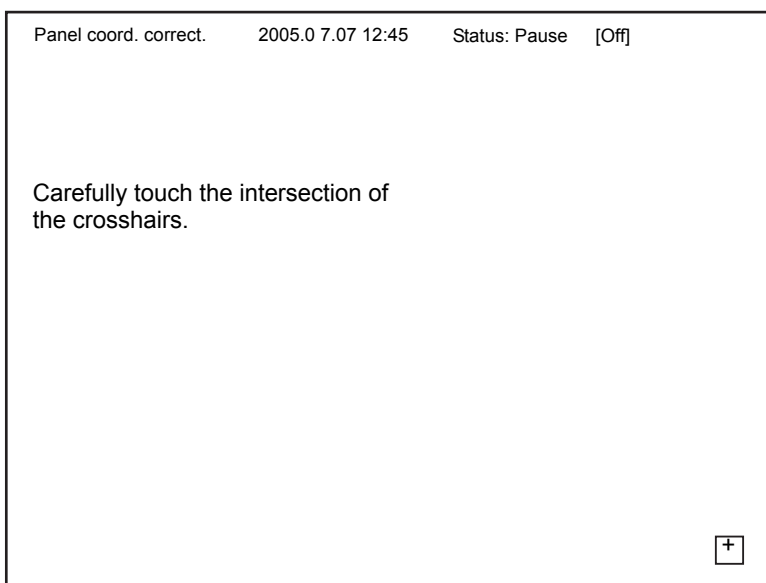 Panel coord. correct. 2005.0 7.07 12:45 Status: Pause [Off]
Carefully touch the intersection of
the crosshairs.
+